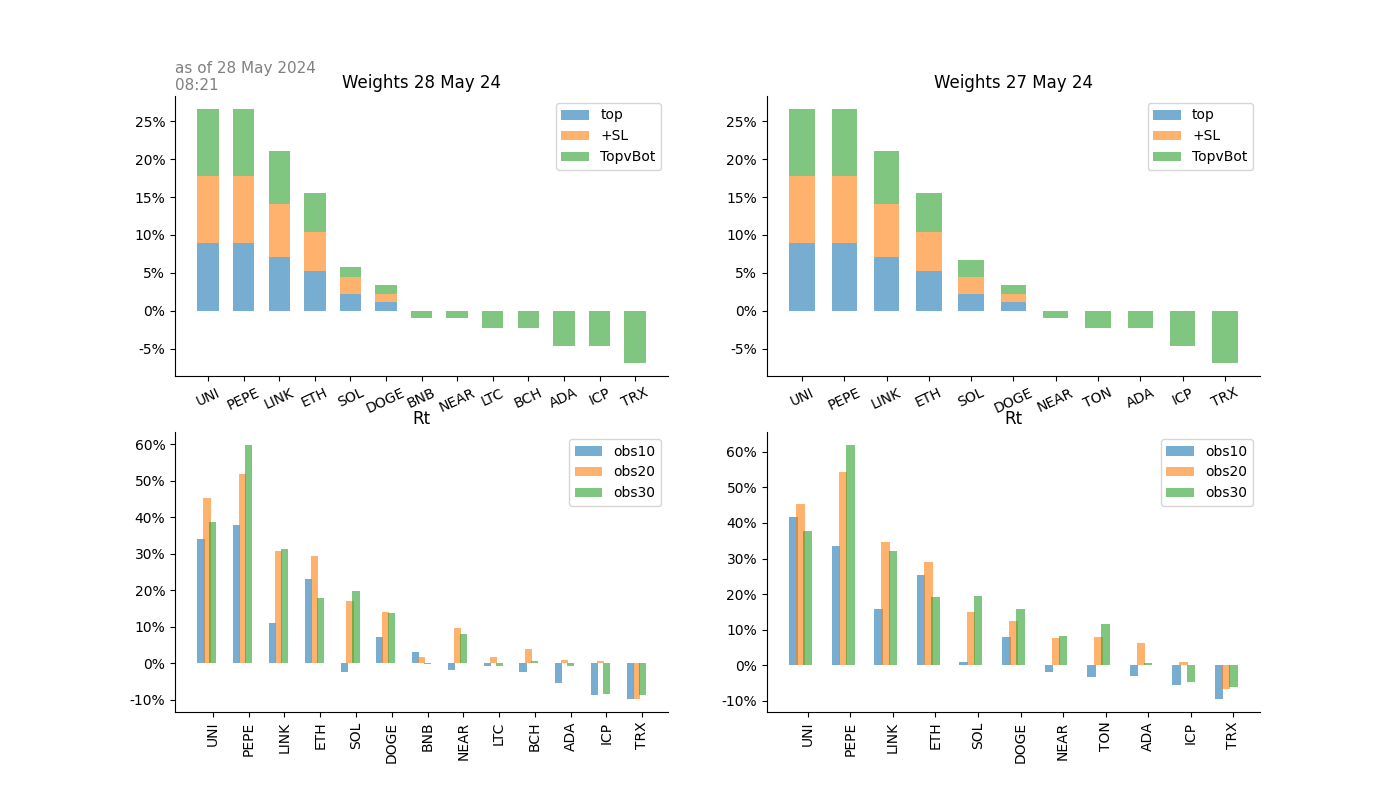 as of 28 May 2024
08:21
Weights 28 May 24
25%
20%
15%
10%
5%
0%
-5%
top
+SL
TopvBot
UNI PEPE LINK ETH SOL DOGE BNB NEAR LTC BCH ADA ICP TRX
Weights 27 May 24
25%
20%
15%
10%
5%
0%
-5%
top
+SL
TopvBot
UNI PEPE LINK ETH SOL DOGE NEAR TON ADA ICP TRX
Rt
60%
50%
40%
30%
20%
10%
0%
-10%
obs10
obs20
obs30
UNI PEPE LINK ETH SOL DOGE BNB NEAR LTC BCH ADA ICP TRX
Rt
60%
50%
40%
30%
20%
10%
0%
-10%
obs10
obs20
obs30
UNI PEPE LINK ETH SOL DOGE NEAR TON ADA ICP TRX